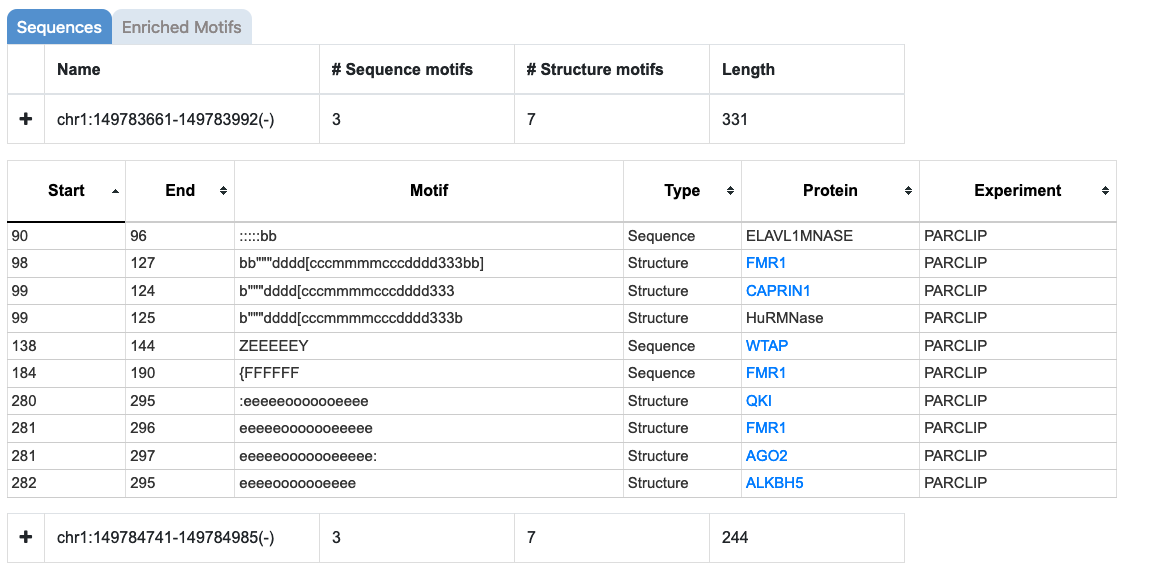 Sequences Enriched Motifs
Name # Sequence motifs # Structure motifs Length
+ chr1:149783661-149783992(-) 3 7 331
Start End Motif Type Protein Experiment
90 96 :::::bb Sequence ELAVL1MNASE PARCLIP
98 127 bb"""dddd[cccmmmmcccdddd333bb] Structure FMR1 PARCLIP
99 124 b"""dddd[cccmmmmcccdddd333 Structure CAPRIN1 PARCLIP
99 125 b"""dddd[cccmmmmcccdddd333b Structure HuRMNase PARCLIP
138 144 ZEEEEEY Sequence WTAP PARCLIP
184 190 {FFFFFF Sequence FMR1 PARCLIP
280 295 :eeeeeooooooeeee Structure QKI PARCLIP
281 296 eeeeeooooooeeeee Structure FMR1 PARCLIP
281 297 eeeeeooooooeeeee: Structure AGO2 PARCLIP
282 295 eeeeooooooeeee Structure ALKBH5 PARCLIP
+ chr1:149784741-149784985(-) 3 7 244